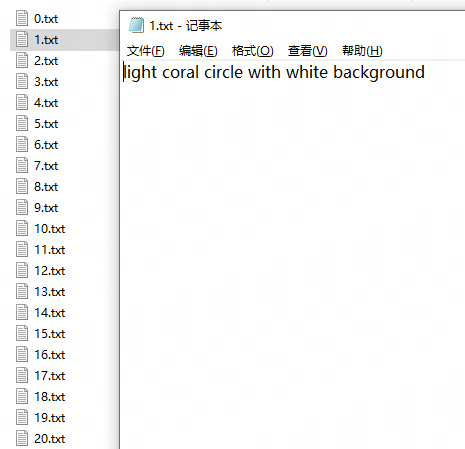 0.txt
1.txt
2.txt
3.txt
4.txt
5.txt
6.txt
7.txt
8.txt
9.txt
10.txt
11.txt
12.txt
13.txt
14.txt
15.txt
16.txt
17.txt
18.txt
19.txt
20.txt
1.txt - 记事本
文件(F) 编辑(E) 格式(O) 查看(V) 帮助(H)
light coral circle with white background